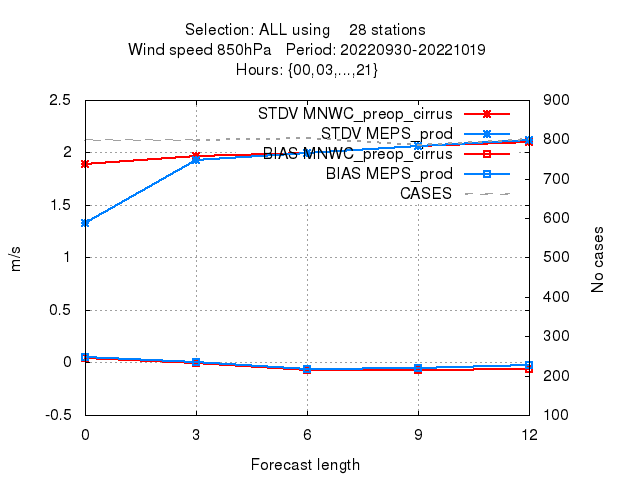 Selection: ALL using    28 stations
Wind speed 850hPa   Period: 20220930-20221019
Hours: {00,03,...,21}
2.5
2
1.5
1
0.5
0
-0.5
900
800
700
600
500
400
300
200
100
STDV MNWC_preop_cirrus
STDV MEPS_prod
BIAS MNWC_preop_cirrus
BIAS MEPS_prod
CASES
m/s
No cases
0 3 6 9 12
Forecast length